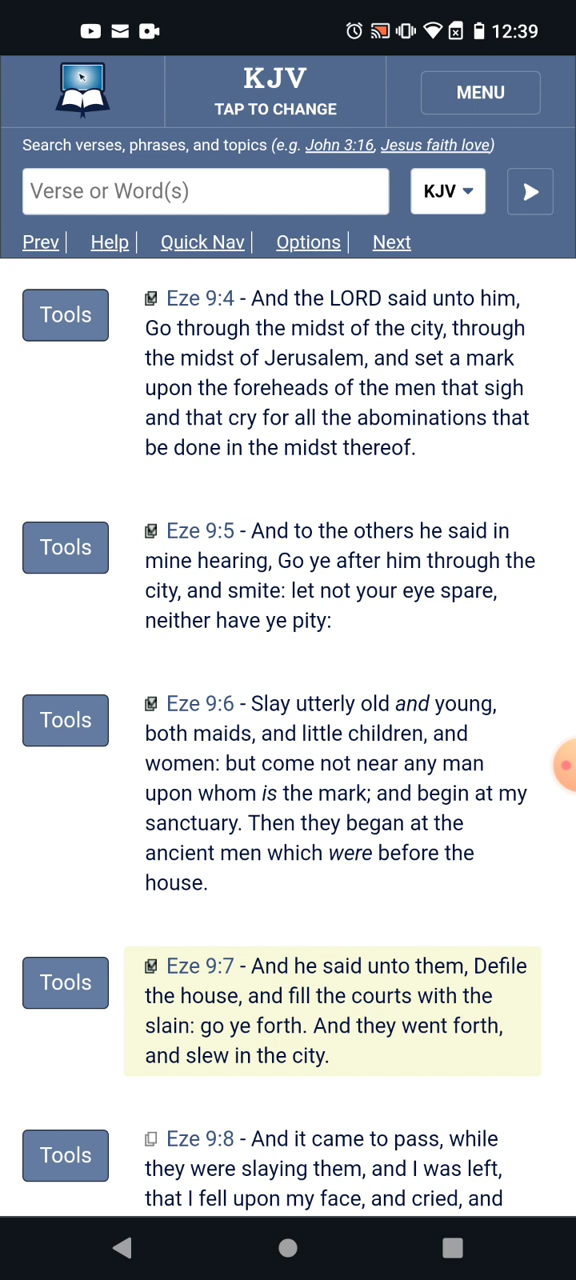 12:39
KJV
TAP TO CHANGE
MENU
Search verses, phrases, and topics (e.g. John 3:16, Jesus faith love)
Verse or Word(s)
KJV
Prev Help Quick Nav Options Next
Tools
Eze 9:4 - And the LORD said unto him,
Go through the midst of the city, through
the midst of Jerusalem, and set a mark
upon the foreheads of the men that sigh
and that cry for all the abominations that
be done in the midst thereof.
Tools
Eze 9:5 - And to the others he said in
mine hearing, Go ye after him through the
city, and smite: let not your eye spare,
neither have ye pity:
Tools
Eze 9:6 - Slay utterly old and young,
both maids, and little children, and
women: but come not near any man
upon whom is the mark; and begin at my
sanctuary. Then they began at the
ancient men which were before the
house.
Tools
Eze 9:7 - And he said unto them, Defile
the house, and fill the courts with the
slain: go ye forth. And they went forth,
and slew in the city.
Tools
Eze 9:8 - And it came to pass, while
they were slaying them, and I was left,
that I fell upon my face, and cried, and